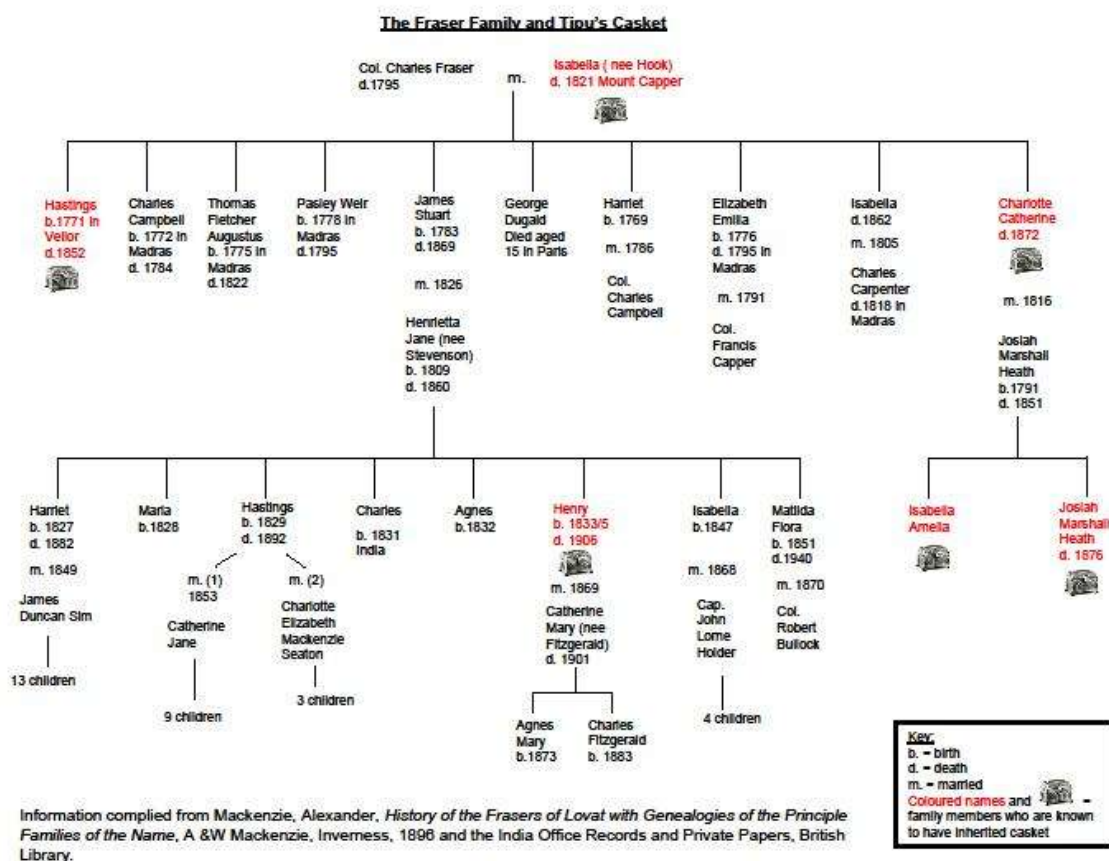 The Fraser Family and Tipu's Casket
Col. Charles Fraser
d.1795
m.
Isabella ( nee Hook)
d. 1821 Mount Capper
Hastings
b.1771 in
Vellor
d.1852
Charles
Campbell
b. 1772 in
Madras
d. 1784
Thomas
Fletcher
Augustus
b. 1775 in
Madras
d.1822
Pasley Weir
b. 1778 in
Madras
d.1795
James
Stuart
b. 1783
d.1869
m. 1826
Henrietta
Jane (nee
Stevenson)
b. 1809
d. 1860
George
Dugald
Died aged
15 in Paris
Harriet
b. 1769
m. 1786
Col.
Charles
Campbell
Elizabeth
Emilia
b. 1776
d. 1795 in
Madras
m. 1791
Col.
Francis
Capper
Isabella
d.1862
m. 1805
Charles
Carpenter
d.1818 in
Madras
Charlotte
Catherine
d.1872
m. 1816
Josiah
Marshall
Heath
b.1791
d. 1851
Harriet
b. 1827
d. 1882
m. 1849
James
Duncan Sim
13 children
Maria
b.1828
Hastings
b. 1829
d. 1892
m. (1)
1853
Catherine
Jane
9 children
m. (2)
Charlotte
Elizabeth
Mackenzie
Seaton
3 children
Charles
b. 1831
India
Agnes
b.1832
Henry
b. 1833/5
d. 1906
m. 1869
Catherine
Mary (nee
Fitzgerald)
d. 1901
Agnes
Mary
b.1873
Charles
Fitzgerald
b. 1883
Isabella
b.1847
m. 1868
Cap.
John
Lorne
Holder
4 children
Matilda
Flora
b. 1851
d.1940
m. 1870
Col.
Robert
Bullock
Isabella
Amelia
Josiah
Marshall
Heath
d. 1876
Key:
b. = birth
d. = death
m. = married
Coloured names and =
family members who are known
to have inherited casket
Information complied from Mackenzie, Alexander, History of the Frasers of Lovat with Genealogies of the Principle
Families of the Name, A &W Mackenzie, Inverness, 1896 and the India Office Records and Private Papers, British
Library.